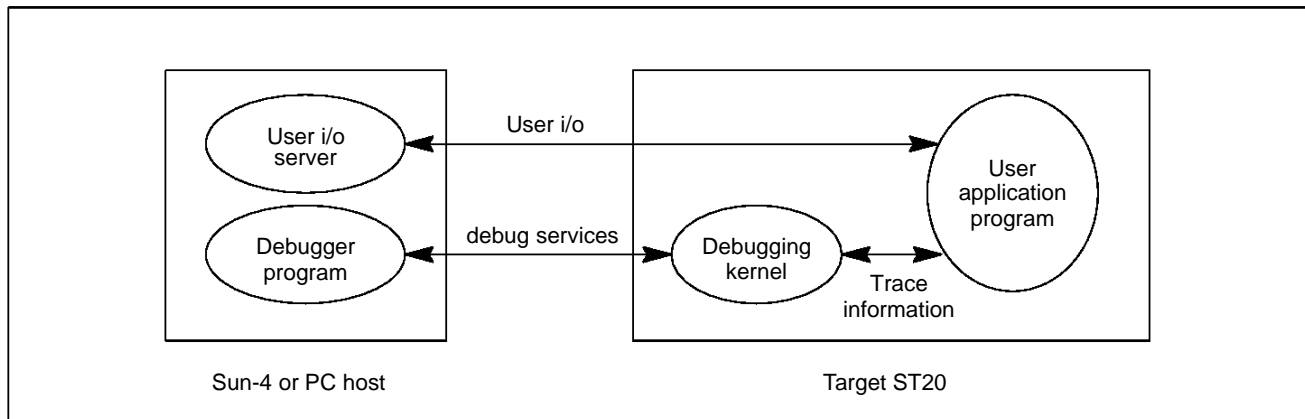 User i/o
server
User i/o
User
application
program
Debugger
program
debug services
Debugging
kernel
Trace
information
Sun-4 or PC host
Target ST20